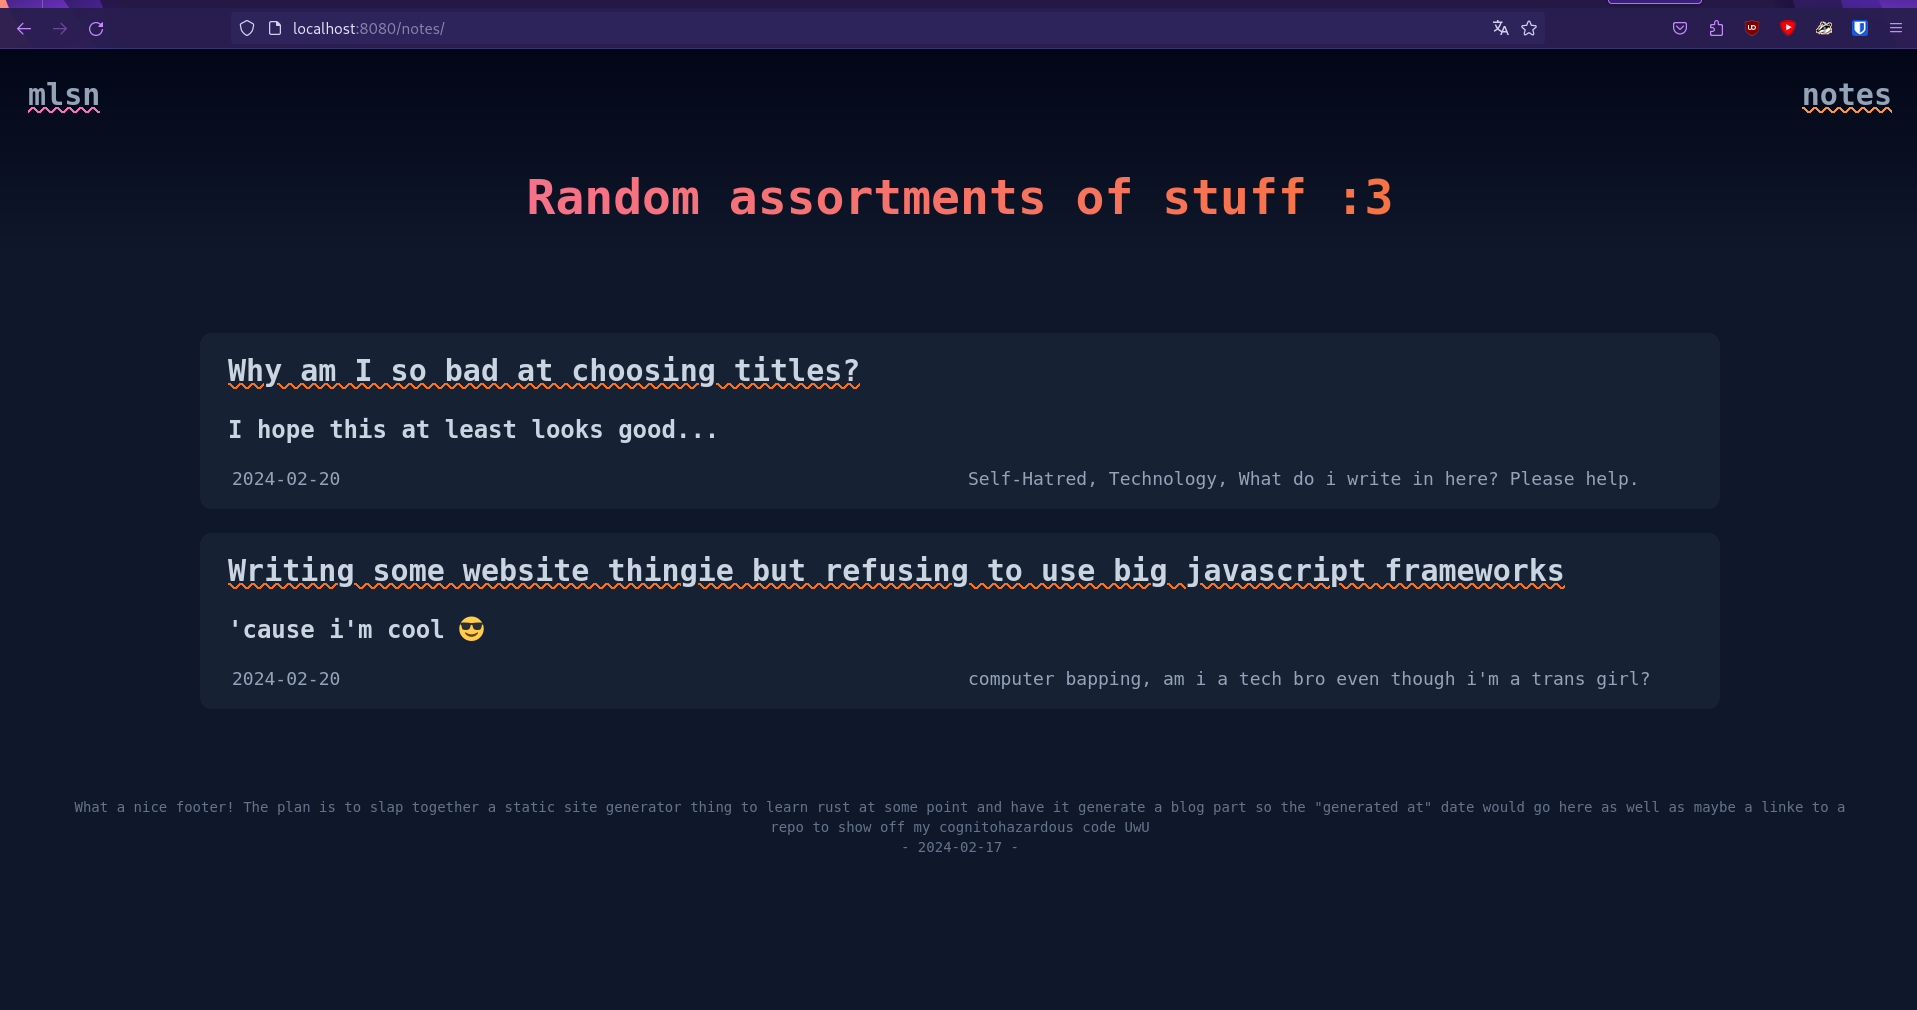 localhost:8080/notes/
mlsn
notes
Random assortments of stuff :3
Why am I so bad at choosing titles?
I hope this at least looks good...
2024-02-20
Self-Hatred, Technology, What do i write in here? Please help.
Writing some website thingie but refusing to use big javascript frameworks
'cause i'm cool 😎
2024-02-20
computer bapping, am i a tech bro even though i'm a trans girl?
What a nice footer! The plan is to slap together a static site generator thing to learn rust at some point and have it generate a blog part so the "generated at" date would go here as well as maybe a linke to a
repo to show off my cognitohazardous code UwU
- 2024-02-17 -